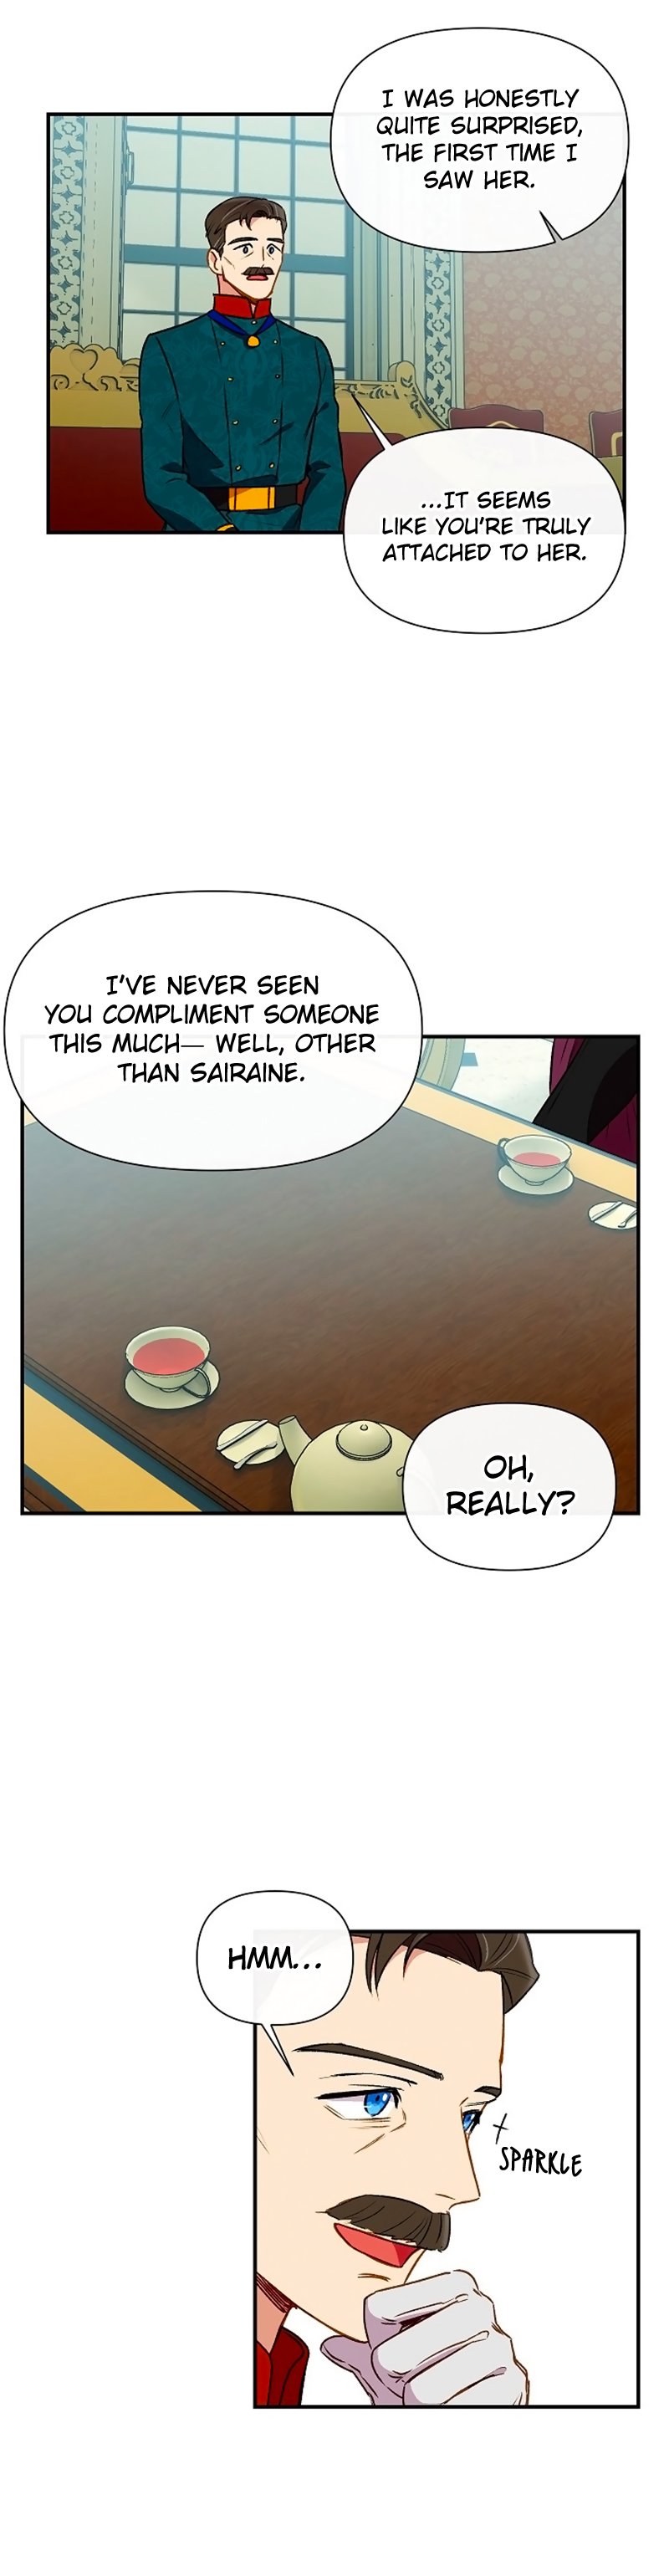 I WAS HONESTLY
QUITE SURPRISED,
THE FIRST TIME I
SAW HER.
...IT SEEMS
LIKE YOU'RE TRULY
ATTACHED TO HER.
I'VE NEVER SEEN
YOU COMPLIMENT SOMEONE
THIS MUCH— WELL, OTHER
THAN SAIRAINE.
OH,
REALLY?
HMM...
SPARKLE